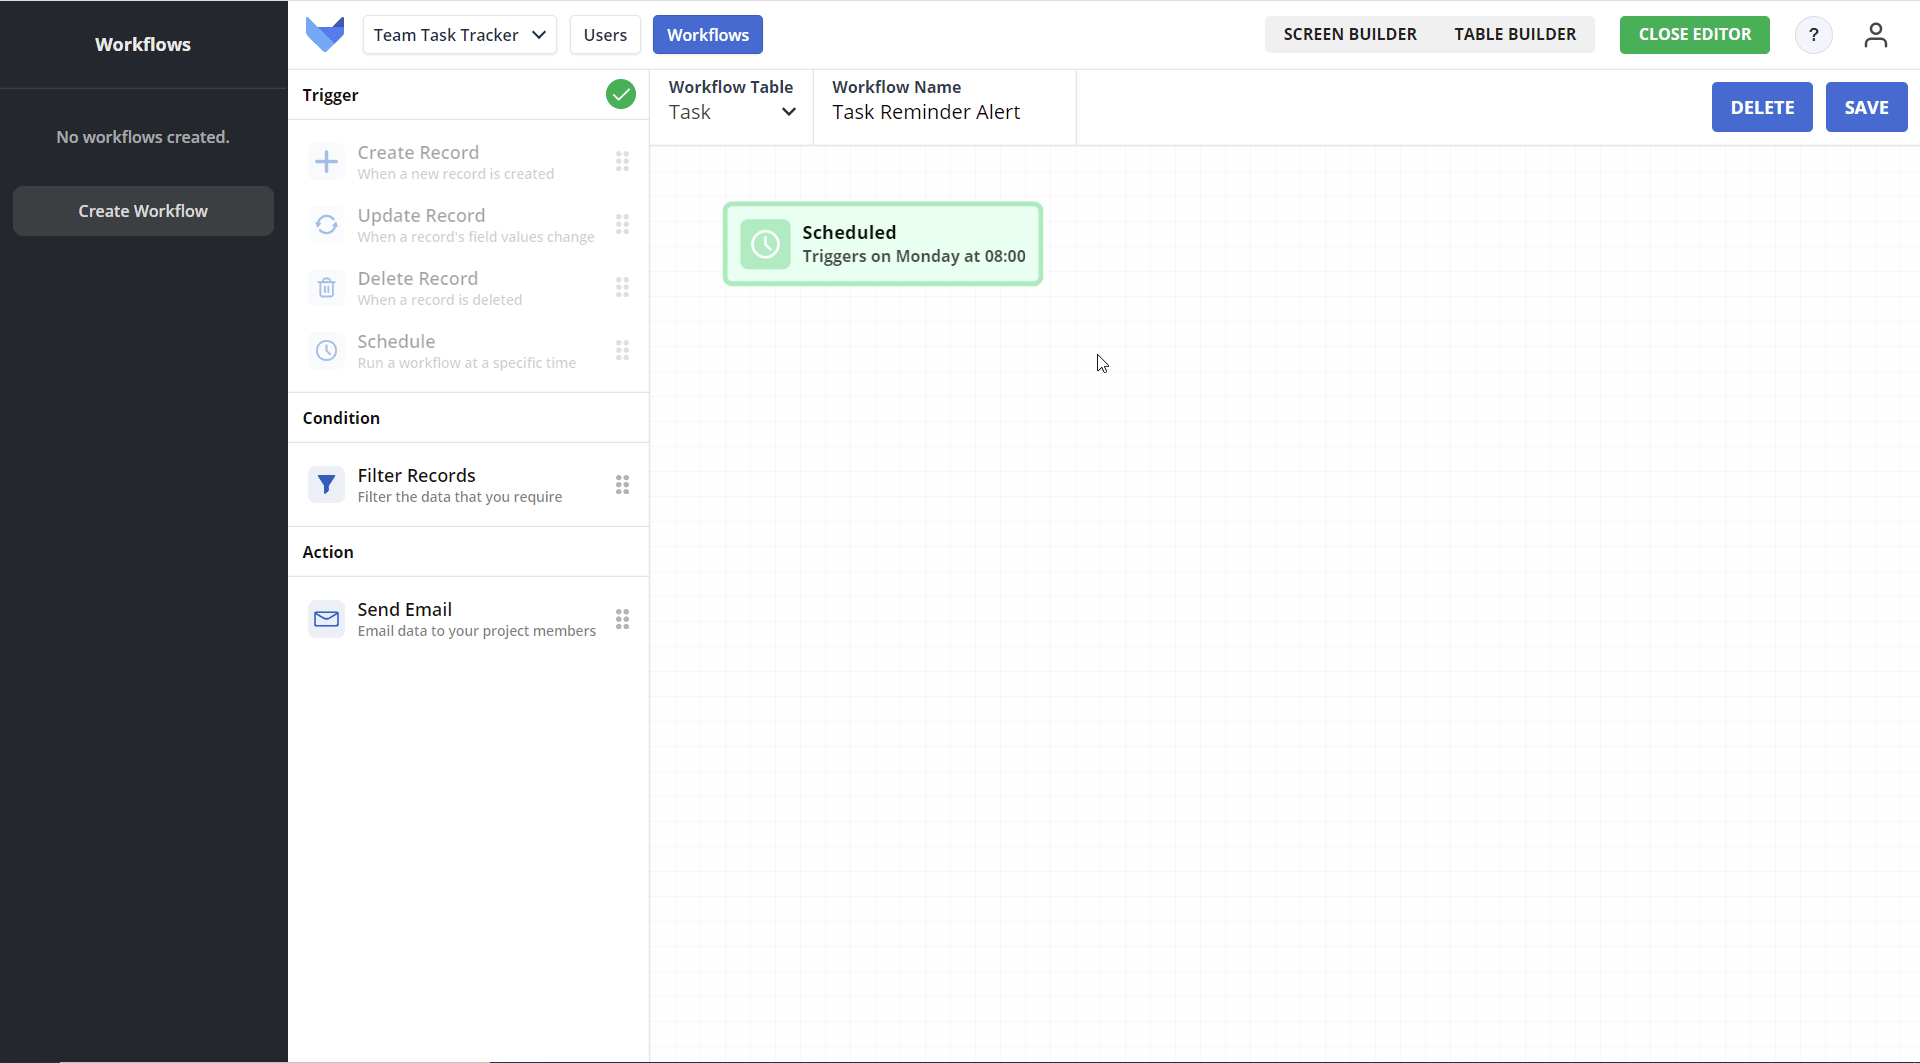 Workflows
No workflows created.
Create Workflow
Team Task Tracker
Users
Workflows
SCREEN BUILDER
TABLE BUILDER
CLOSE EDITOR
?
Trigger
Create Record
When a new record is created
Update Record
When a record's field values change
Delete Record
When a record is deleted
Schedule
Run a workflow at a specific time
Condition
Filter Records
Filter the data that you require
Action
Send Email
Email data to your project members
Workflow Table
Task
Workflow Name
Task Reminder Alert
DELETE
SAVE
Scheduled
Triggers on Monday at 08:00